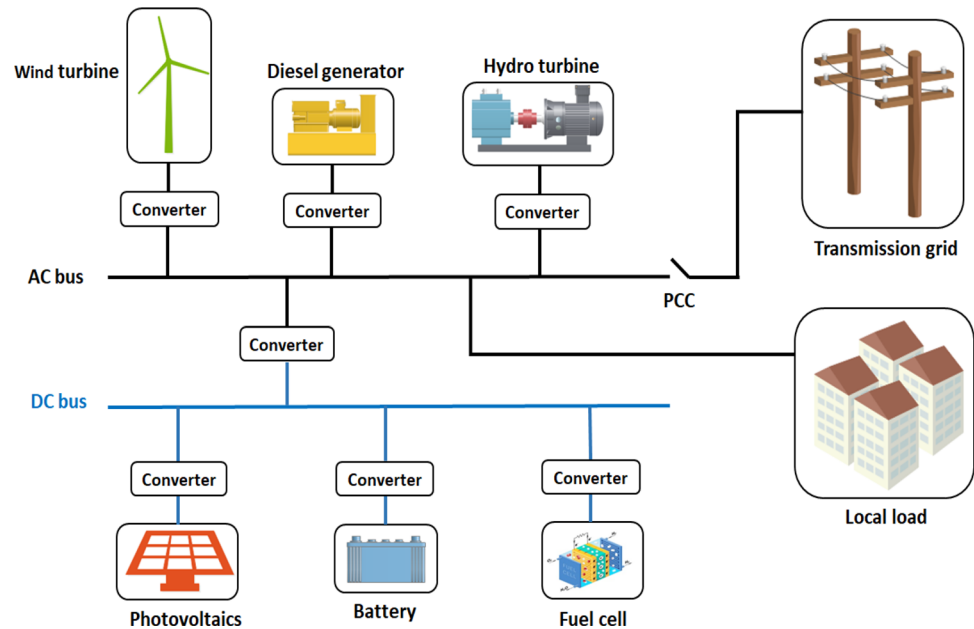 Wind turbine
Diesel generator
Hydro turbine
Converter
Converter
Converter
Transmission grid
AC bus
PCC
Converter
DC bus
Converter
Converter
Converter
Local load
Photovoltaics
Battery
Fuel cell